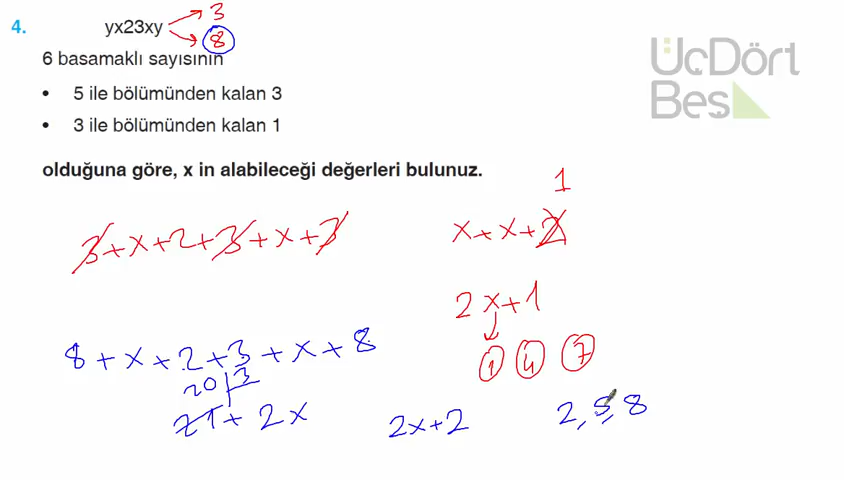 4. yx23xy 3
8
6 basamaklı sayısının
• 5 ile bölümünden kalan 3
• 3 ile bölümünden kalan 1
olduğuna göre, x in alabileceği değerleri bulunuz.
ÜçDört
Beş
1
3+x+2+3+x+3
x+x+2
2x+1
1 4 7
8+x+2+3+x+8
20 3
21+2x
2x+2
2,5,8